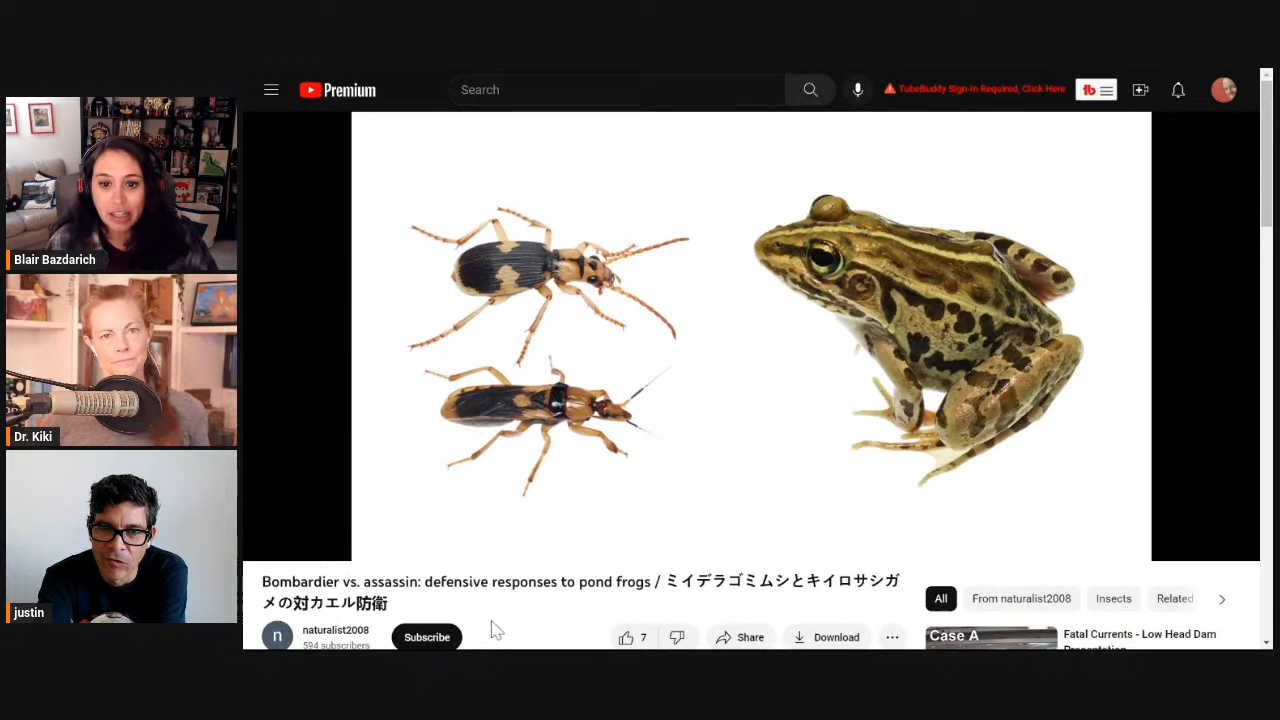 Premium
Search
TubeBuddy Sign-In Required, Click Here
tb
Blair Bazdarich
Dr. Kiki
justin
Bombardier vs. assassin: defensive responses to pond frogs / ミイデラゴミムシとキイロサシガ
メの対カエル防衛
n
naturalist2008
594 subscribers
Subscribe
7
Share
Download
All
From naturalist2008
Insects
Related
Case A
Fatal Currents - Low Head Dam
Presentation